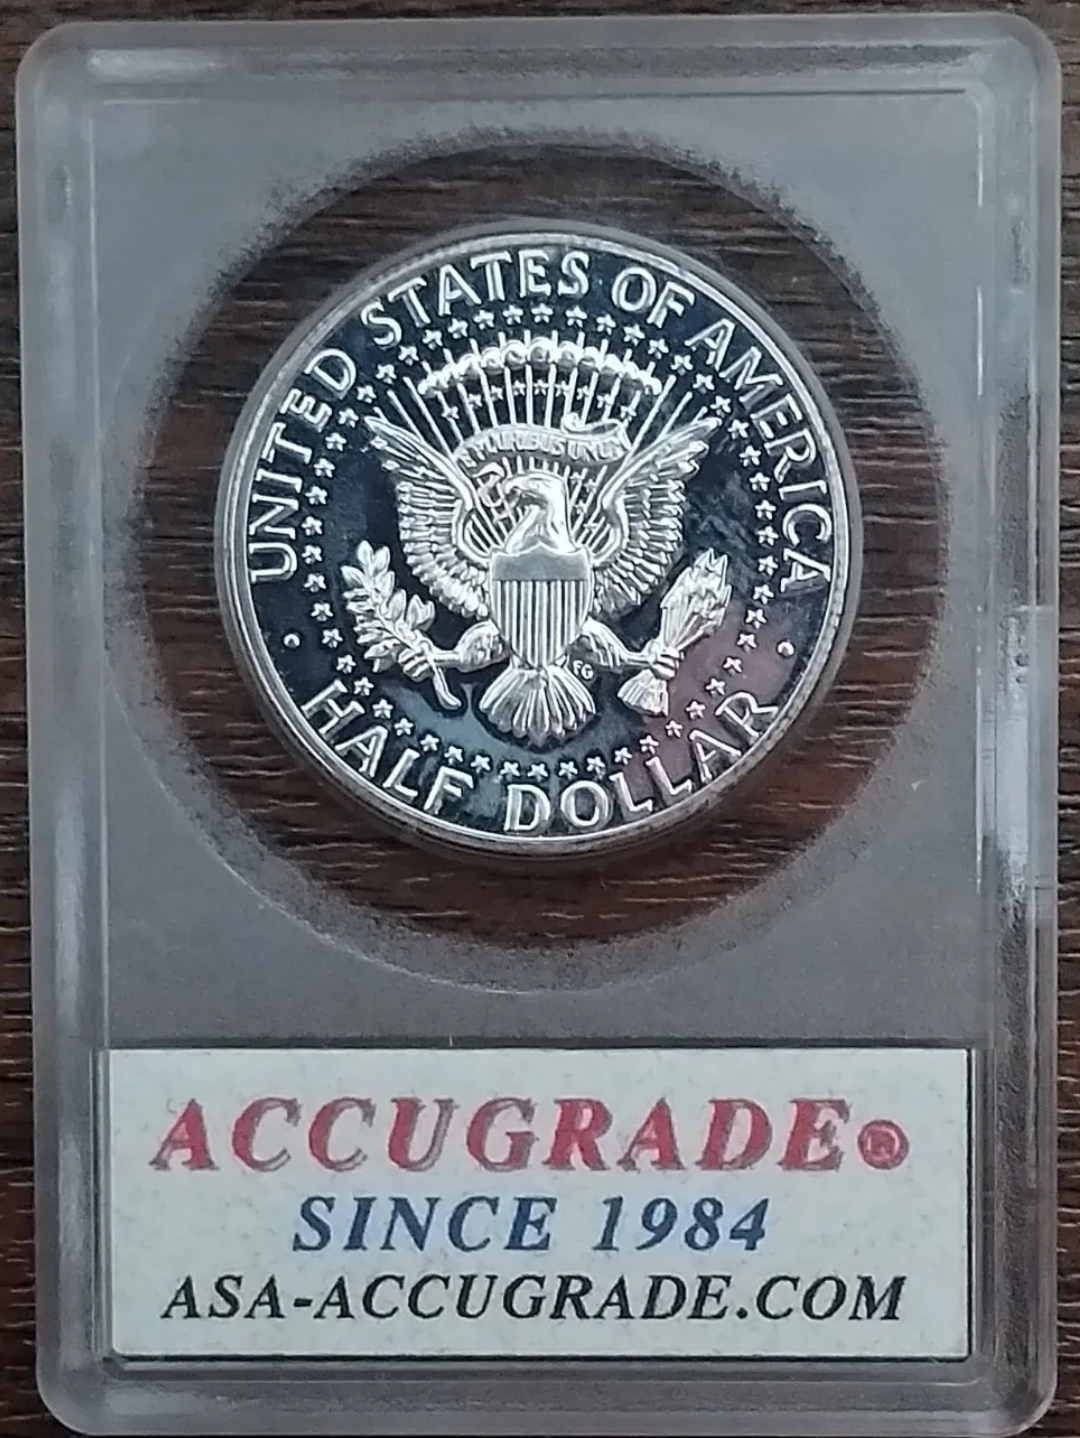 UNITED STATES OF AMERICA
E PLURIBUS UNUM
FG
HALF DOLLAR
ACCUGRADE®
SINCE 1984
ASA-ACCUGRADE.COM